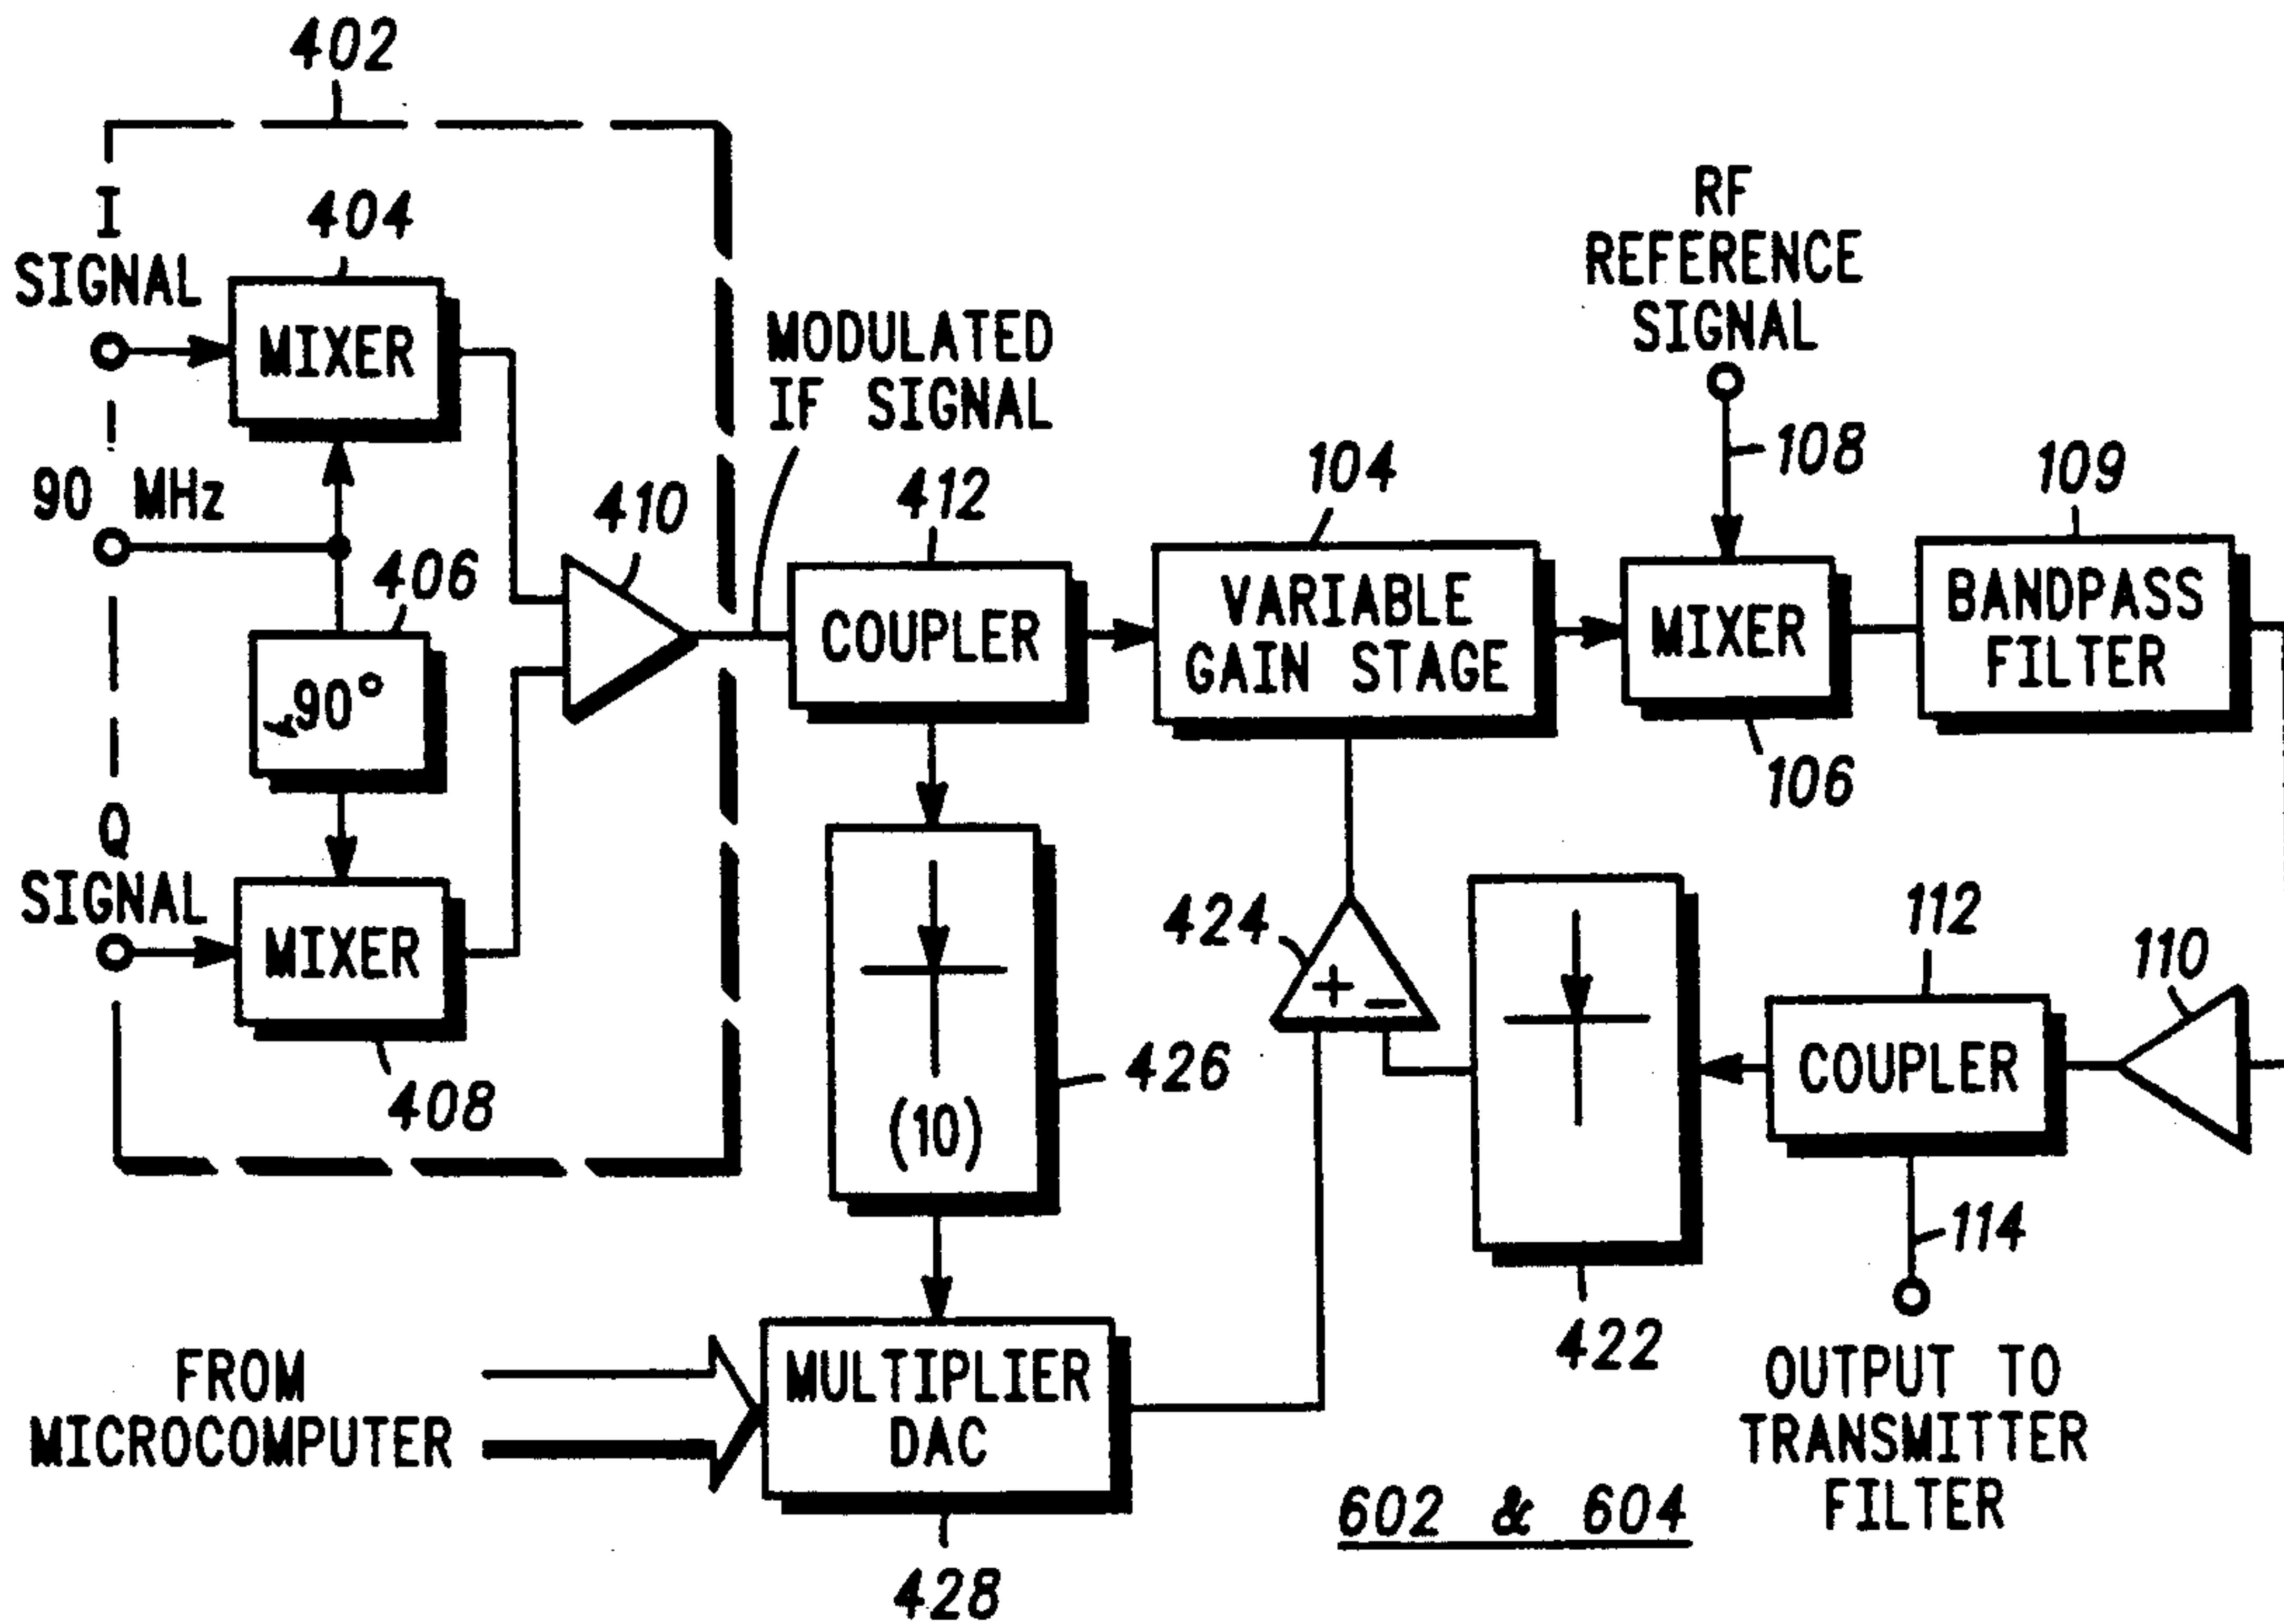 402
I
SIGNAL
404
MIXER
90 MHz
406
90°
Q
SIGNAL
MIXER
408
410
MODULATED
IF SIGNAL
412
COUPLER
104
VARIABLE
GAIN STAGE
RF
REFERENCE
SIGNAL
108
MIXER
106
109
BANDPASS
FILTER
(10)
426
424
+ −
422
112
COUPLER
110
114
OUTPUT TO
TRANSMITTER
FILTER
FROM
MICROCOMPUTER
MULTIPLIER
DAC
428
602 & 604